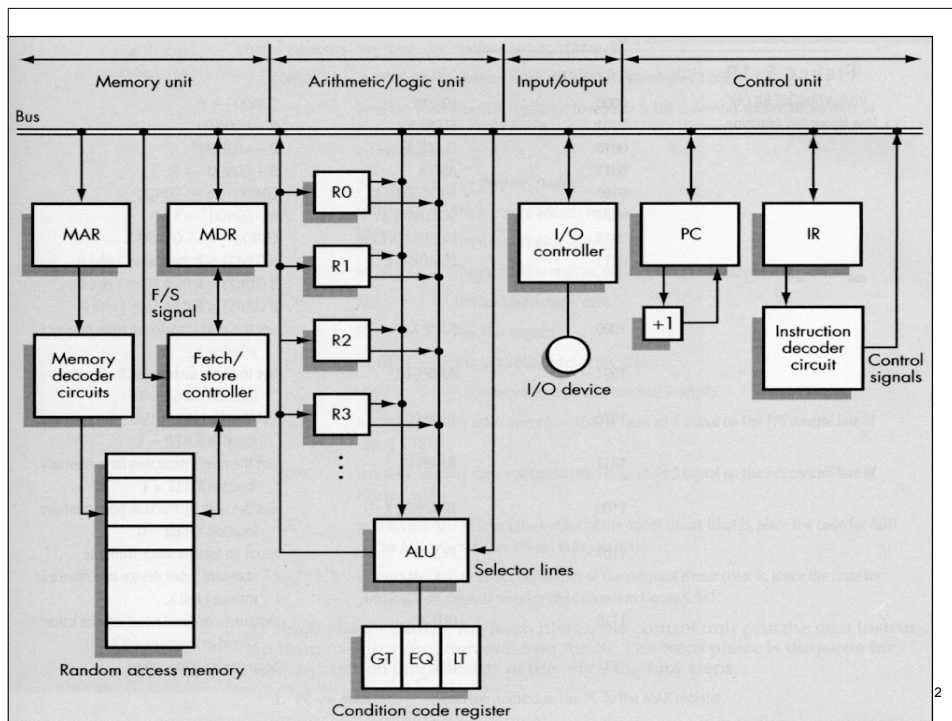 Memory unit
Arithmetic/logic unit
Input/output
Control unit
Bus
MAR
MDR
R0
R1
R2
R3
I/O
controller
PC
IR
F/S
signal
+1
Memory
decoder
circuits
Fetch/
store
controller
I/O device
Instruction
decoder
circuit
Control
signals
ALU
Selector lines
Random access memory
GT
EQ
LT
Condition code register
2